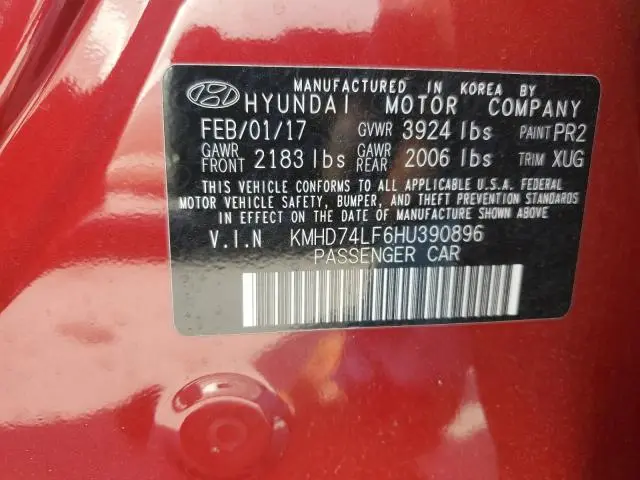 MANUFACTURED IN KOREA BY
HYUNDAI MOTOR COMPANY
FEB/01/17 GVWR 3924 lbs PAINT PR2
GAWR FRONT 2183 lbs GAWR REAR 2006 lbs TRIM XUG
THIS VEHICLE CONFORMS TO ALL APPLICABLE U.S.A. FEDERAL
MOTOR VEHICLE SAFETY, BUMPER, AND THEFT PREVENTION STANDARDS
IN EFFECT ON THE DATE OF MANUFACTURE SHOWN ABOVE.
V.I.N KMHD74LF6HU390896
PASSENGER CAR